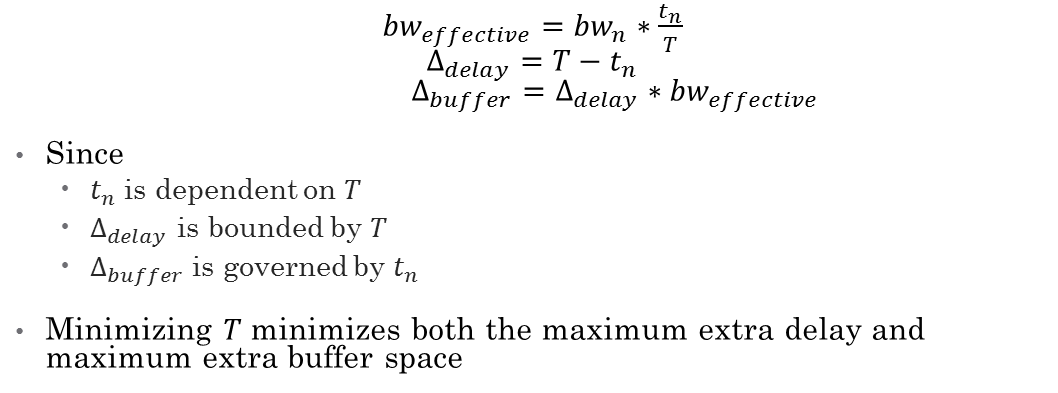 bw_effective = bw_n * t_n/T
Δ_delay = T − t_n
Δ_buffer = Δ_delay * bw_effective
• Since
• t_n is dependent on T
• Δ_delay is bounded by T
• Δ_buffer is governed by t_n
• Minimizing T minimizes both the maximum extra delay and
maximum extra buffer space